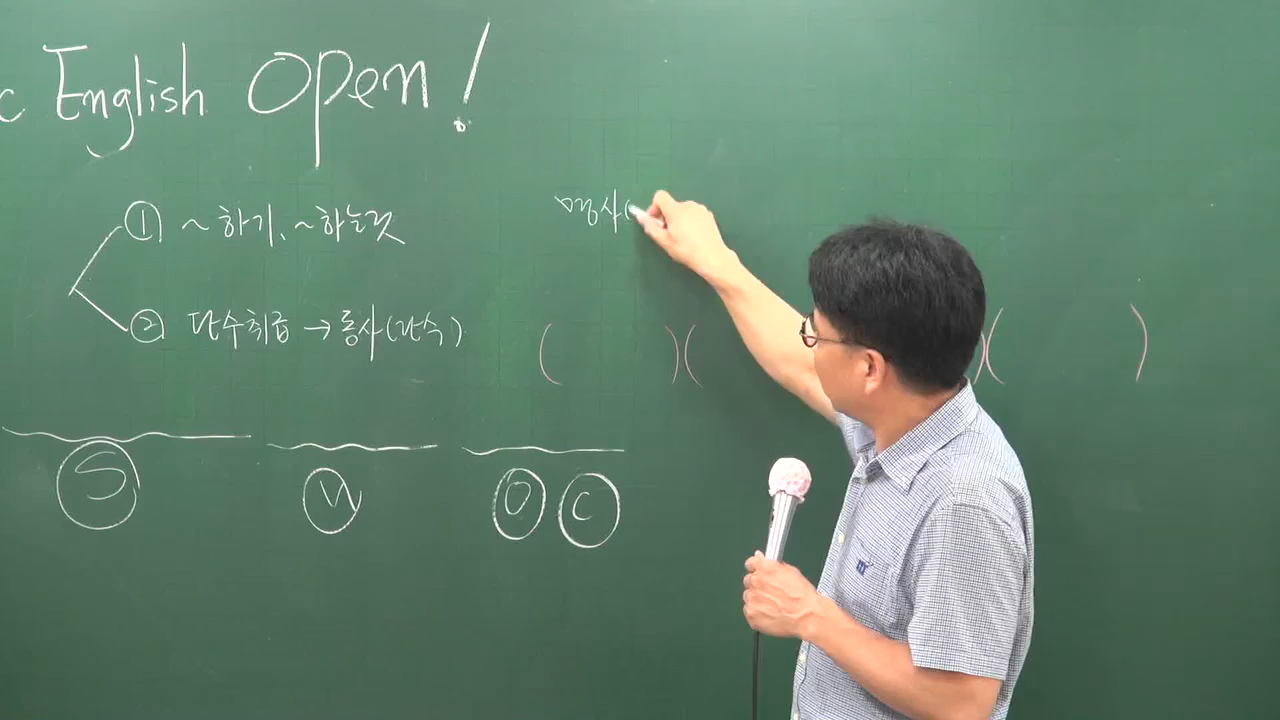 c English Open!
① ~하기, ~하는것
② 단수취급 → 동사(단수)
명사(
( )( )( )
S V O C